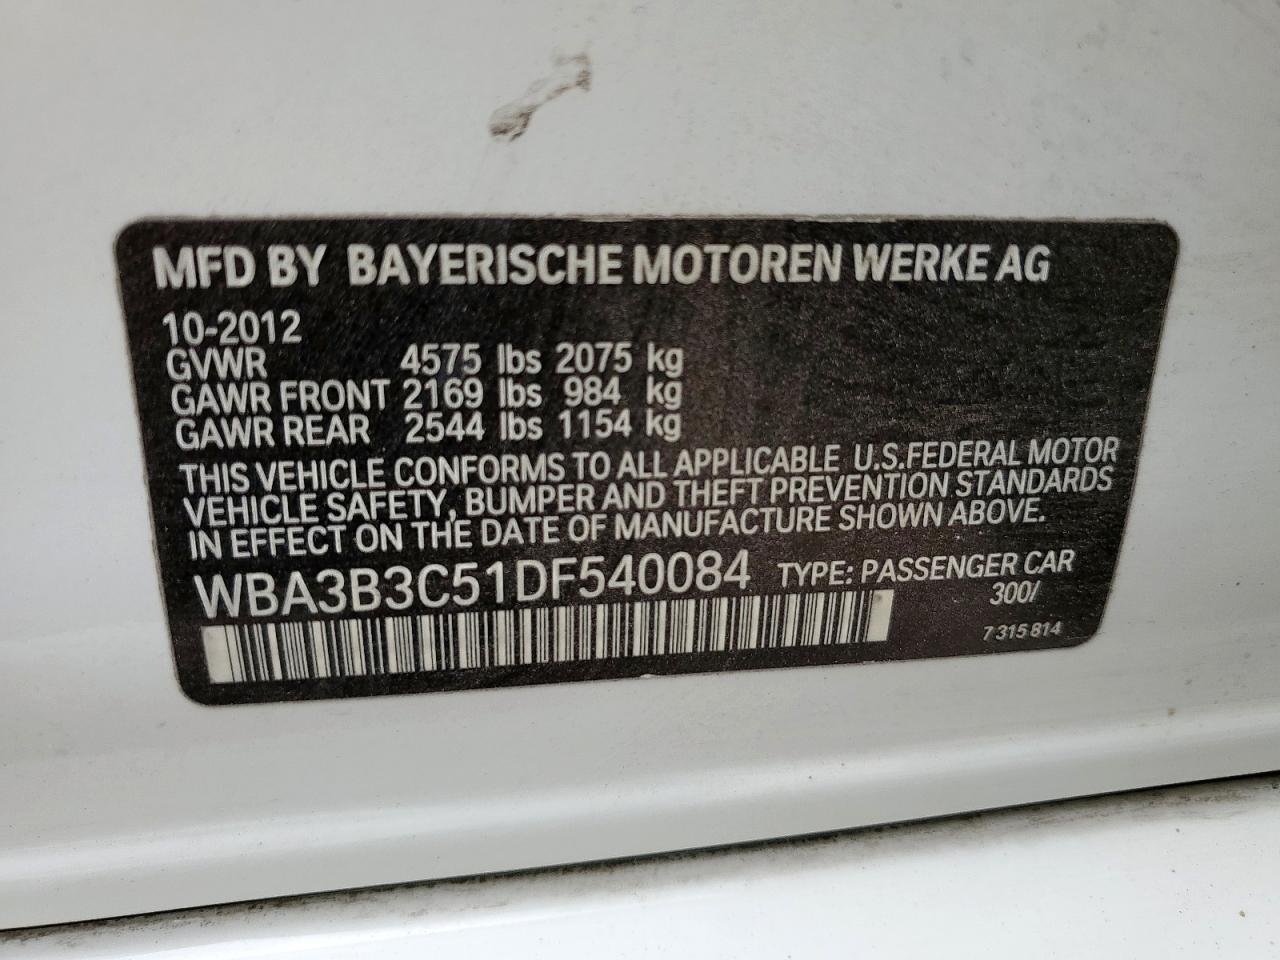 MFD BY BAYERISCHE MOTOREN WERKE AG
10-2012
GVWR 4575 lbs 2075 kg
GAWR FRONT 2169 lbs 984 kg
GAWR REAR 2544 lbs 1154 kg
THIS VEHICLE CONFORMS TO ALL APPLICABLE U.S.FEDERAL MOTOR
VEHICLE SAFETY, BUMPER AND THEFT PREVENTION STANDARDS
IN EFFECT ON THE DATE OF MANUFACTURE SHOWN ABOVE.
WBA3B3C51DF540084 TYPE: PASSENGER CAR
300/
7 315 814